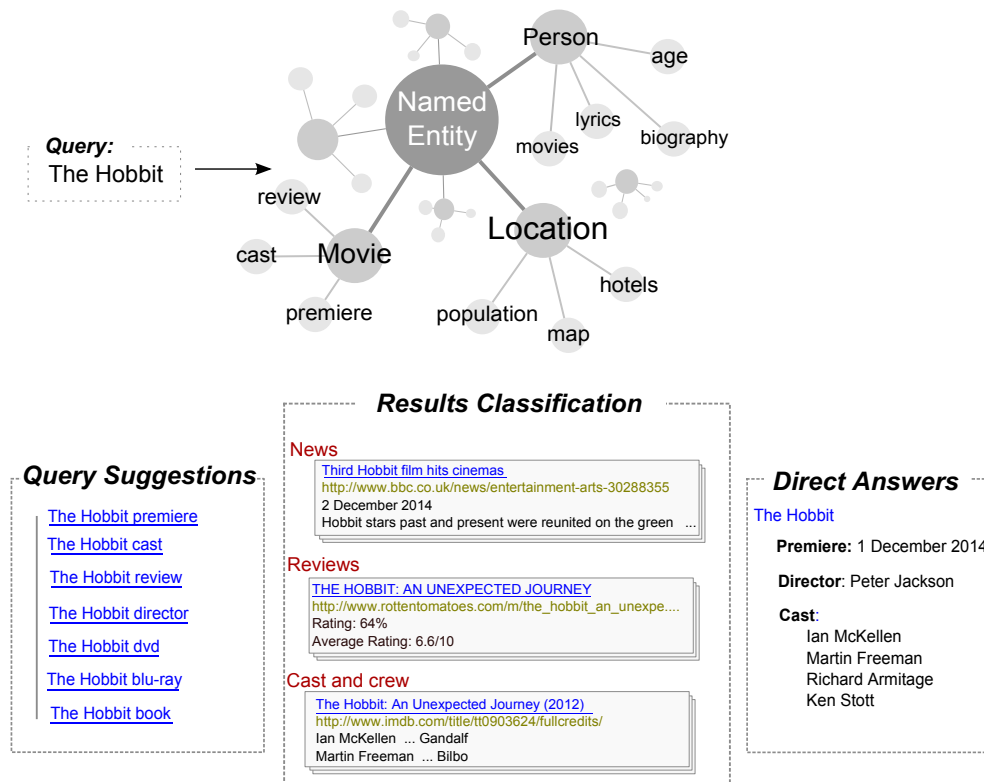 Person
age
Named
Entity
lyrics
biography
movies
Query:
The Hobbit
review
Location
Movie
cast
hotels
premiere
population
map
Results Classification
Query Suggestions
The Hobbit premiere
The Hobbit cast
The Hobbit review
The Hobbit director
The Hobbit dvd
The Hobbit blu-ray
The Hobbit book
News
Third Hobbit film hits cinemas
http://www.bbc.co.uk/news/entertainment-arts-30288355
2 December 2014
Hobbit stars past and present were reunited on the green ...
Reviews
THE HOBBIT: AN UNEXPECTED JOURNEY
http://www.rottentomatoes.com/m/the_hobbit_an_unexpe....
Rating: 64%
Average Rating: 6.6/10
Cast and crew
The Hobbit: An Unexpected Journey (2012)
http://www.imdb.com/title/tt0903624/fullcredits/
Ian McKellen ... Gandalf
Martin Freeman ... Bilbo
Direct Answers
The Hobbit
Premiere: 1 December 2014
Director: Peter Jackson
Cast:
Ian McKellen
Martin Freeman
Richard Armitage
Ken Stott